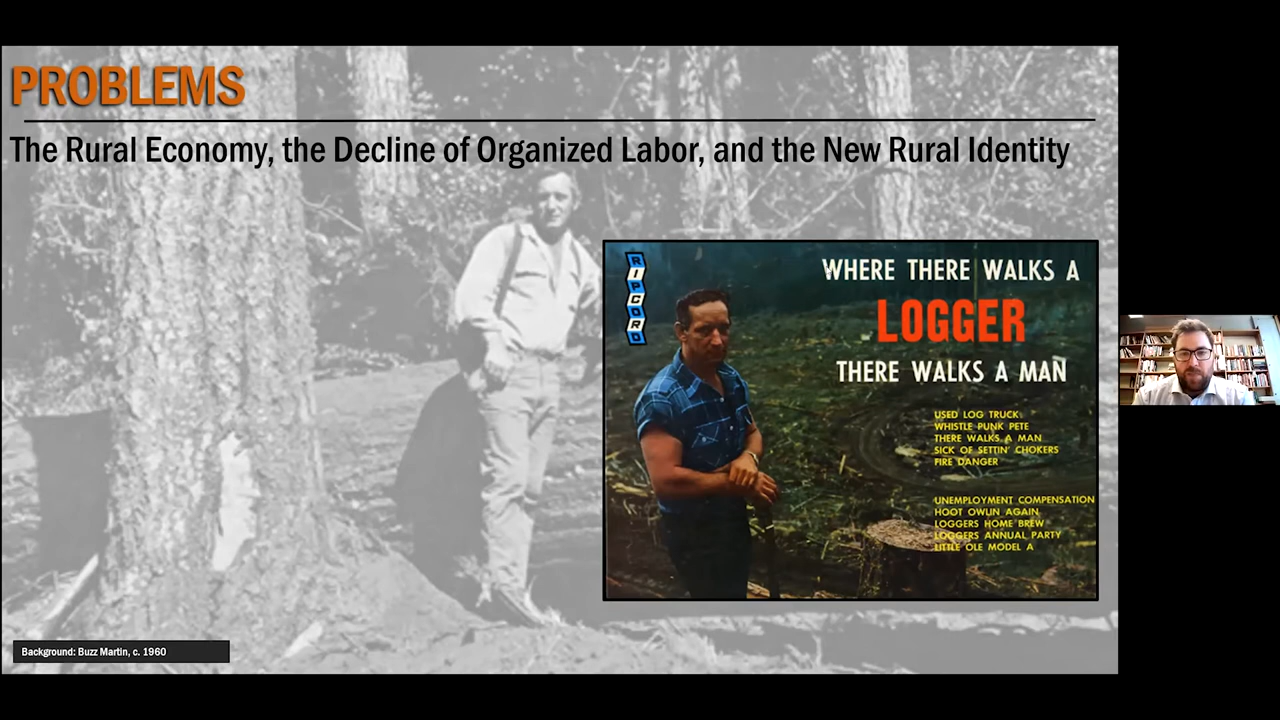 PROBLEMS
The Rural Economy, the Decline of Organized Labor, and the New Rural Identity
RIPCORD
WHERE THERE WALKS A
LOGGER
THERE WALKS A MAN
USED LOG TRUCK
WHISTLE PUNK PETE
THERE WALKS A MAN
SICK OF SETTIN' CHOKERS
FIRE DANGER
UNEMPLOYMENT COMPENSATION
HOOT OWLIN AGAIN
LOGGERS HOME BREW
LOGGERS ANNUAL PARTY
LITTLE OLE MODEL A
Background: Buzz Martin, c. 1960